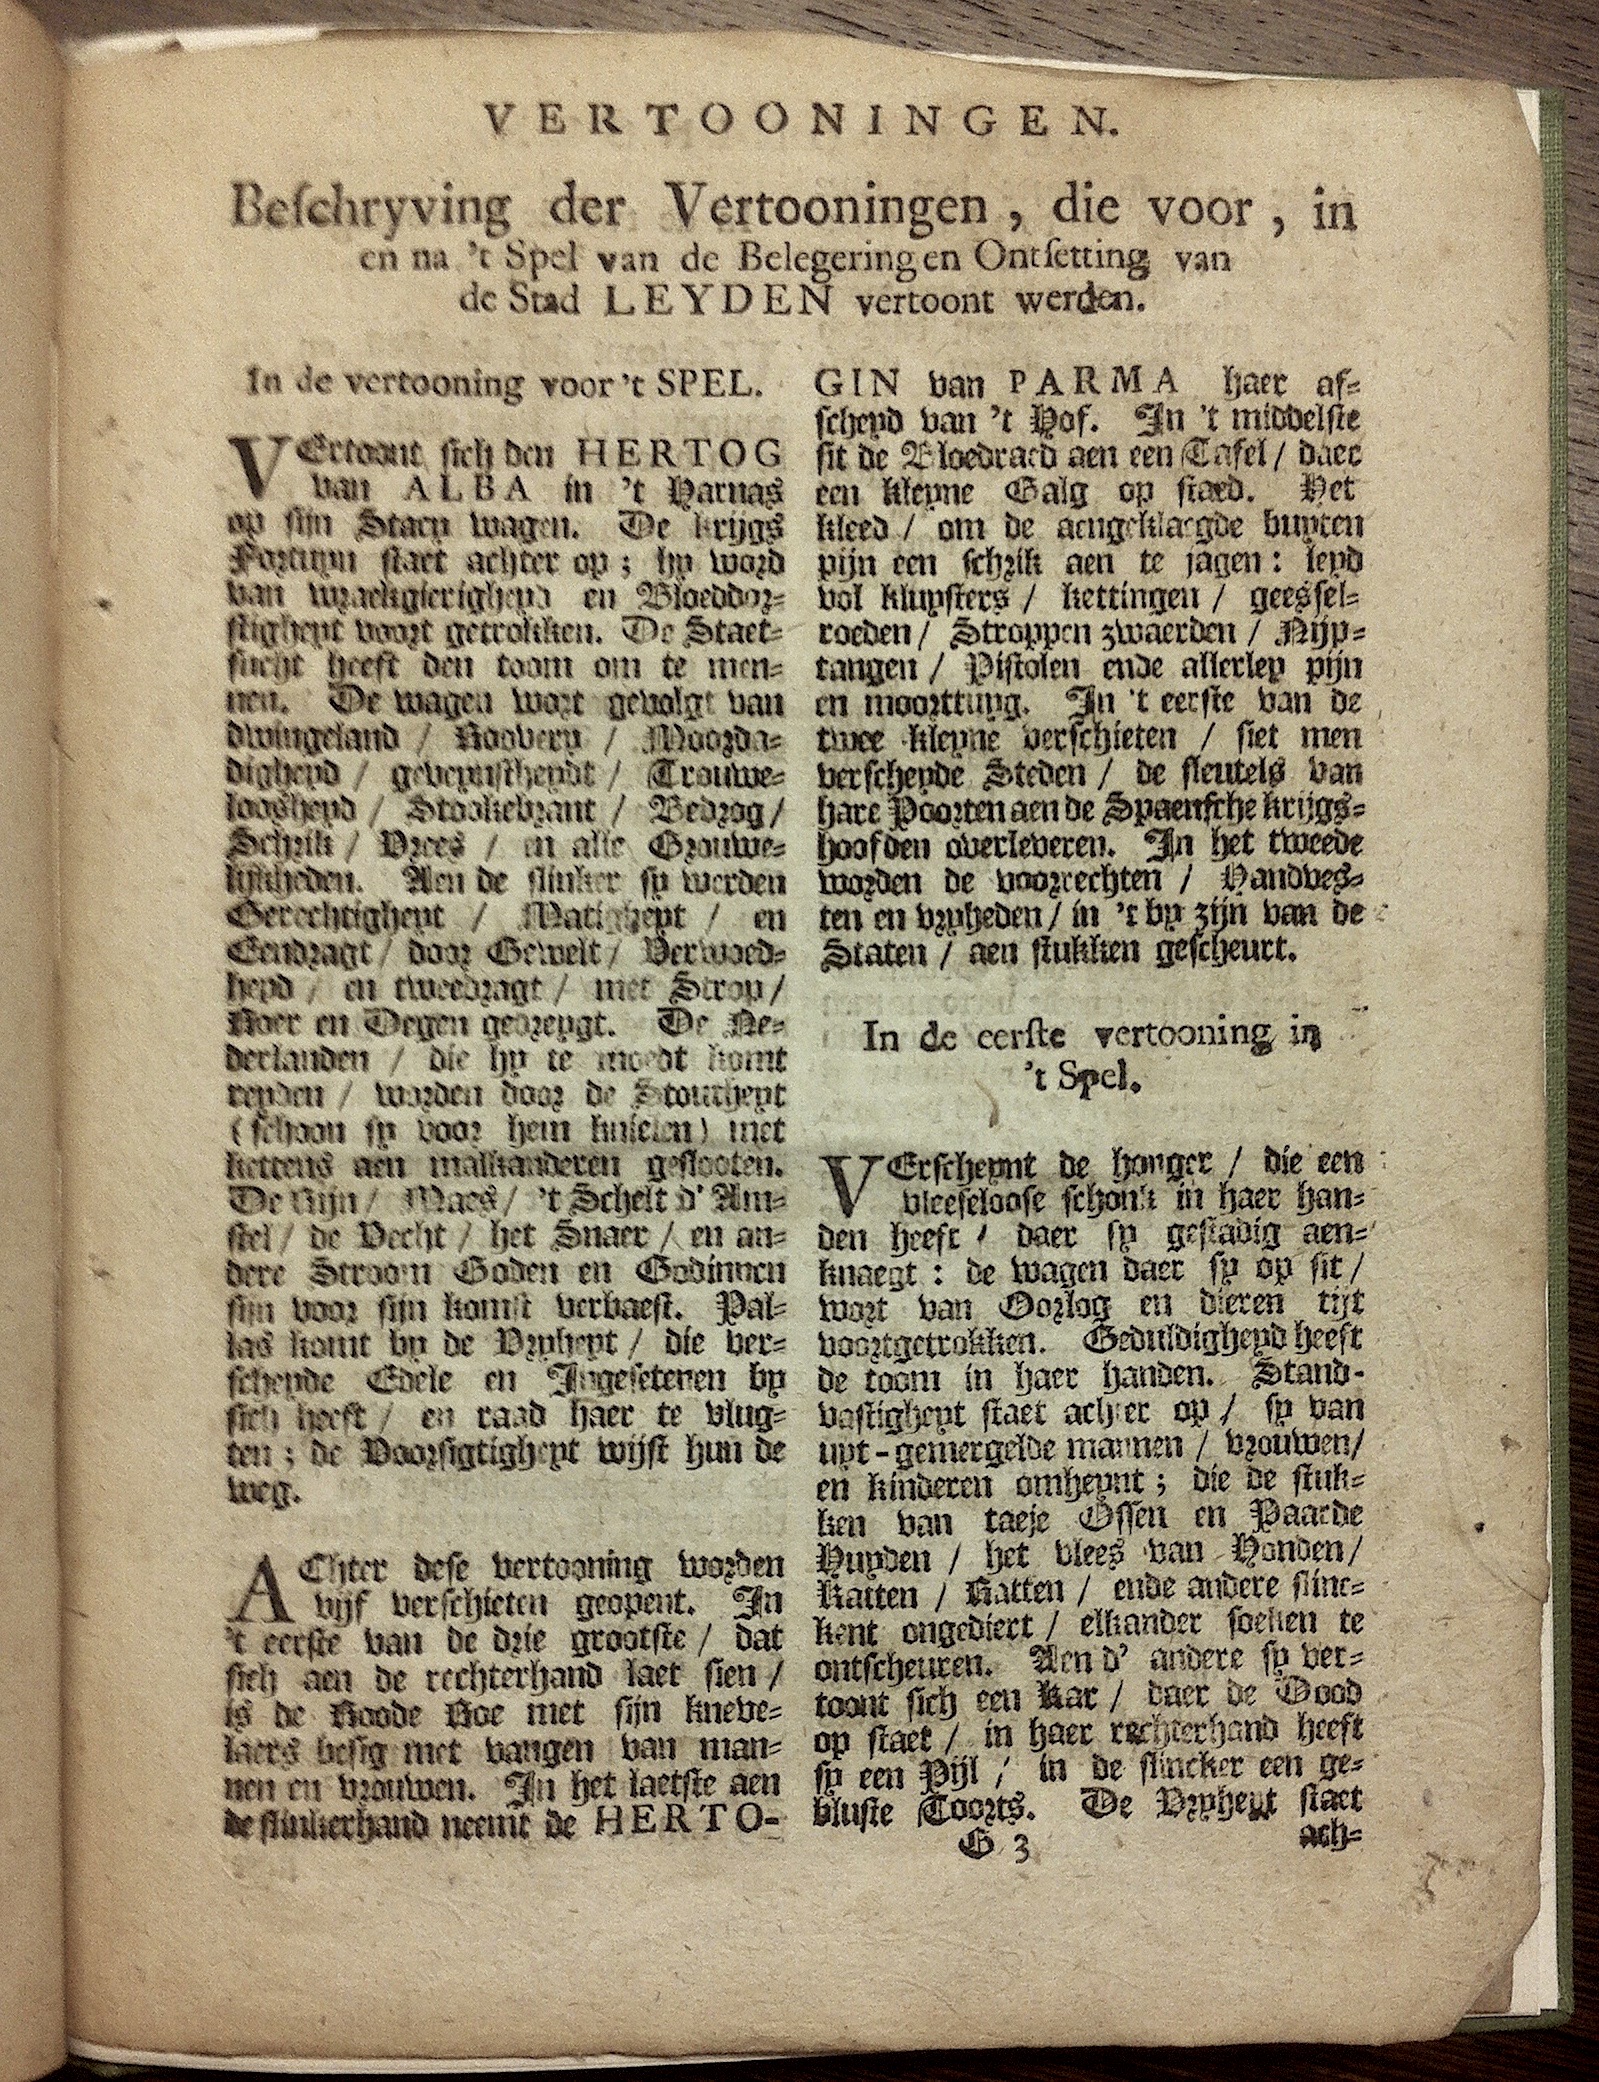 VERTOONINGEN.
Beſchryving der Vertooningen, die voor, in
en na 't Spel van de Belegering en Ontſetting van
de Stad LEYDEN vertoont werden.
In de vertooning voor 't SPEL.
VErtoont sich den HERTOG
van ALBA in 't Harnas
op sijn Staey wagen. De krijgs
Fortuyn staet achter op; hy word
van wraekgierigheyd en Bloeddor-
stigheyt voort getrokken. De Staet-
sucht heeft den toom om te men-
nen. De wagen wort gevolgt van
dwingeland / Roovery / Moorda-
digheyd / geveynstheydt / Trouwe-
loosheyd / Stookebrant / Bedrog /
Schrik / Vrees / en alle Grouwe-
lijkheden. Aen de slinker sy werden
Gerechtigheyt / Matigheyt / en
Eendragt / door Gewelt / Verwoed-
heyd / en tweedragt / met Strop /
Roer en Degen gedreygt. De Ne-
derlanden / die hy te moedt komt
reyden / worden door de Stoutheyt
(schoon sy voor hem knielen) met
kettens aen malkanderen geslooten.
De Rijn / Maes / 't Schelt d' Am-
stel / de Vecht / het Snaer / en an-
dere Stroom Goden en Godinnen
sijn voor sijn komst verbaest. Pal-
las komt by de Vryheyt / die ver-
scheyde Edele en Ingesetenen by
sich heeft / en raad haer te vlug-
ten; de Voorsigtigheyt wijst hun de
weg.
AChter dese vertooning worden
vijf verschieten geopent. In
't eerste van de drie grootste / dat
sich aen de rechterhand laet sien /
is de Roode Roe met sijn kneve-
laers besig met vangen van man-
nen en vrouwen. In het laetste aen
de slinkerhand neemt de HERTO-
GIN van PARMA haer af-
scheyd van 't Hof. In 't middelste
sit de Bloedraed aen een Tafel / daer
een kleyne Galg op staed. Het
kleed / om de aengeklaegde buyten
pijn een schrik aen te jagen: leyd
vol kluysters / kettingen / geessel-
roeden / Stroppen zwaerden / Nijp-
tangen / Pistolen ende allerley pijn
en moorttuyg. In 't eerste van de
twee kleyne verschieten / siet men
verscheyde Steden / de sleutels van
hare Poorten aen de Spaensche krijgs-
hoofden overleveren. In het tweede
worden de voorrechten / Handves-
ten en vryheden / in 't by zijn van de
Staten / aen stukken gescheurt.
In de eerſte vertooning in
't Spel.
VErscheynt de honger / die een
vleeseloose schonk in haer han-
den heeft / daer sy gestadig aen-
knaegt: de wagen daer sy op sit /
wort van Oorlog en dieren tijt
voortgetrokken. Geduldigheyd heeft
de toom in haer handen. Stand-
vastigheyt staet achter op / sy van
uyt-gemergelde mannen / vrouwen /
en kinderen omheynt; die de stuk-
ken van taeje Ossen en Paarde
Huyden / het vlees van Honden /
Katten / Ratten / ende andere stinc-
kent ongediert / elkander soeken te
ontscheuren. Aen d' andere sy ver-
toont sich een Kar / daer de Dood
op staet / in haer rechterhand heeft
sy een Pijl / in de slincker een ge-
bluste Toorts. De Vryheyt staet
G 3
ach-